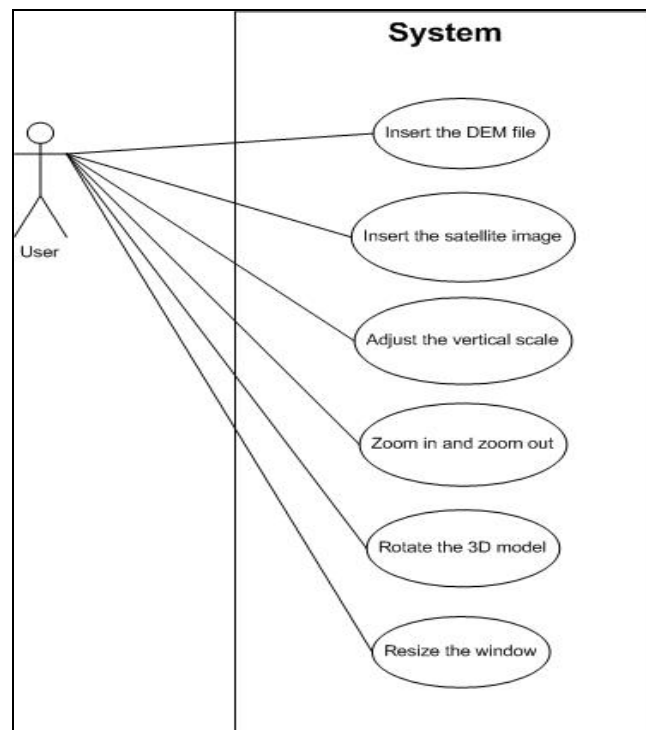 System
Insert the DEM file
Insert the satellite image
User
Adjust the vertical scale
Zoom in and zoom out
Rotate the 3D model
Resize the window